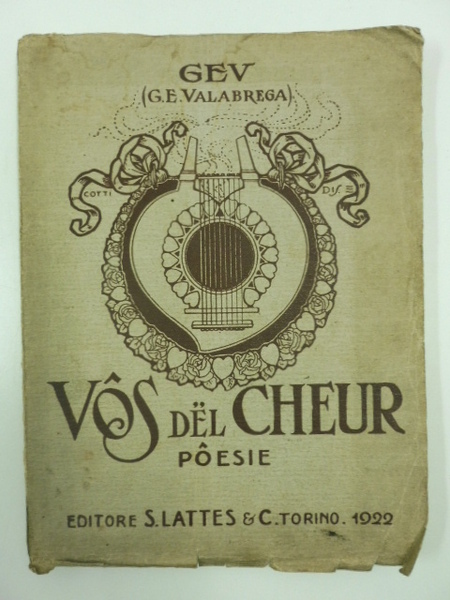 GEV
(G.E. VALABREGA)
COTTI DIS.
VÔS DËL CHEUR
PÔESIE
EDITORE S. LATTES & C. TORINO. 1922